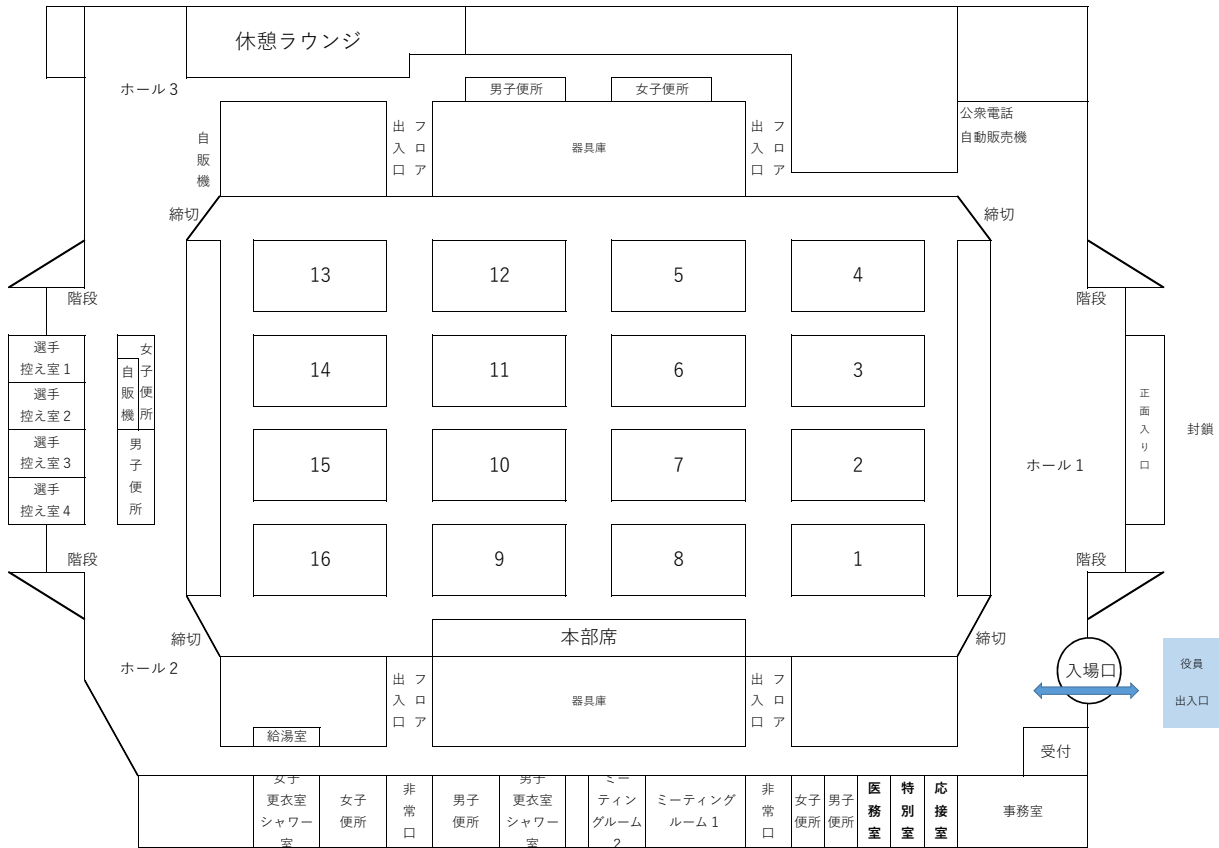 休憩ラウンジ
ホール３
男子便所
女子便所
公衆電話
自動販売機
自販機
フロア
出入口
器具庫
フロア
出入口
締切
締切
13
12
5
4
階段
階段
選手
控え室１
選手
控え室２
選手
控え室３
選手
控え室４
女子便所
自販機
男子便所
14
11
6
3
正面入り口
封鎖
15
10
7
2
ホール１
16
9
8
1
階段
階段
締切
本部席
締切
ホール２
入場口
役員
出入口
フロア
出入口
器具庫
フロア
出入口
給湯室
受付
女子
更衣室
シャワー
室
女子
便所
非常口
男子
便所
男子
更衣室
シャワー
室
ミー
ティン
グルーム
2
ミーティング
ルーム１
非常口
女子
便所
男子
便所
医務室
特別室
応接室
事務室